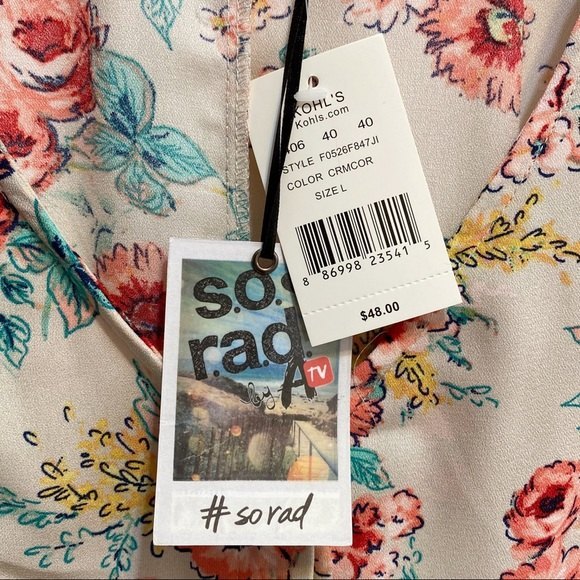 KOHL'S
Kohls.com
406 40 40
STYLE F0526F847JI
COLOR CRMCOR
SIZE L
8 86998 23541 5
$48.00
s.o.
r.a.d.
by A TV
#sorad